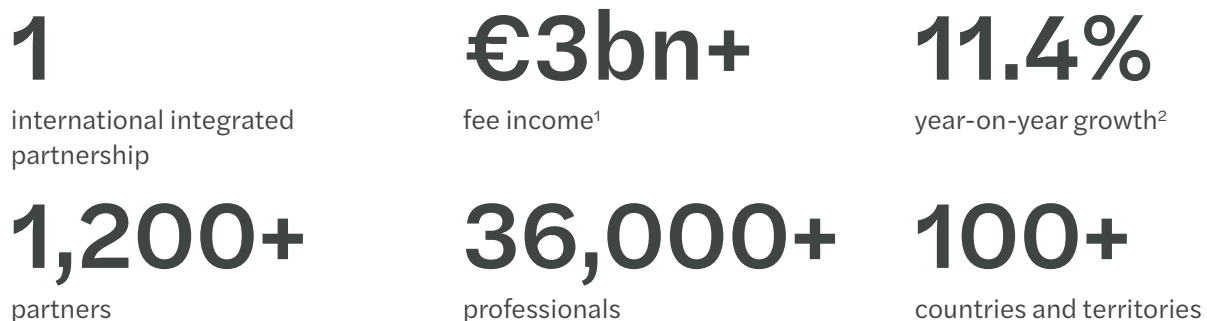 1
international integrated
partnership
€3bn+
fee income¹
11.4%
year-on-year growth²
1,200+
partners
36,000+
professionals
100+
countries and territories